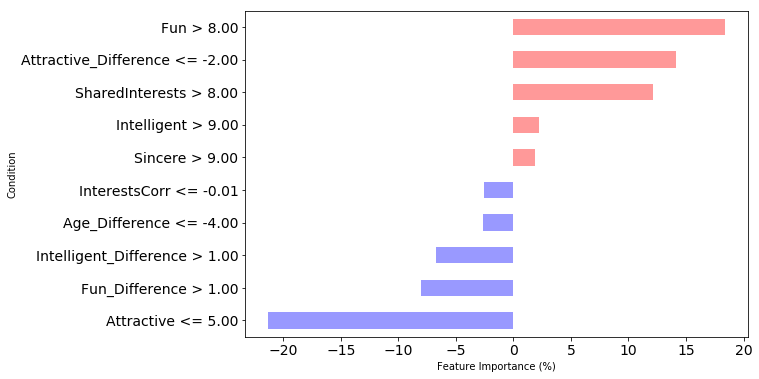 Fun > 8.00
Attractive_Difference <= -2.00
SharedInterests > 8.00
Intelligent > 9.00
Sincere > 9.00
InterestsCorr <= -0.01
Age_Difference <= -4.00
Intelligent_Difference > 1.00
Fun_Difference > 1.00
Attractive <= 5.00
Condition
−20 −15 −10 −5 0 5 10 15 20
Feature Importance (%)